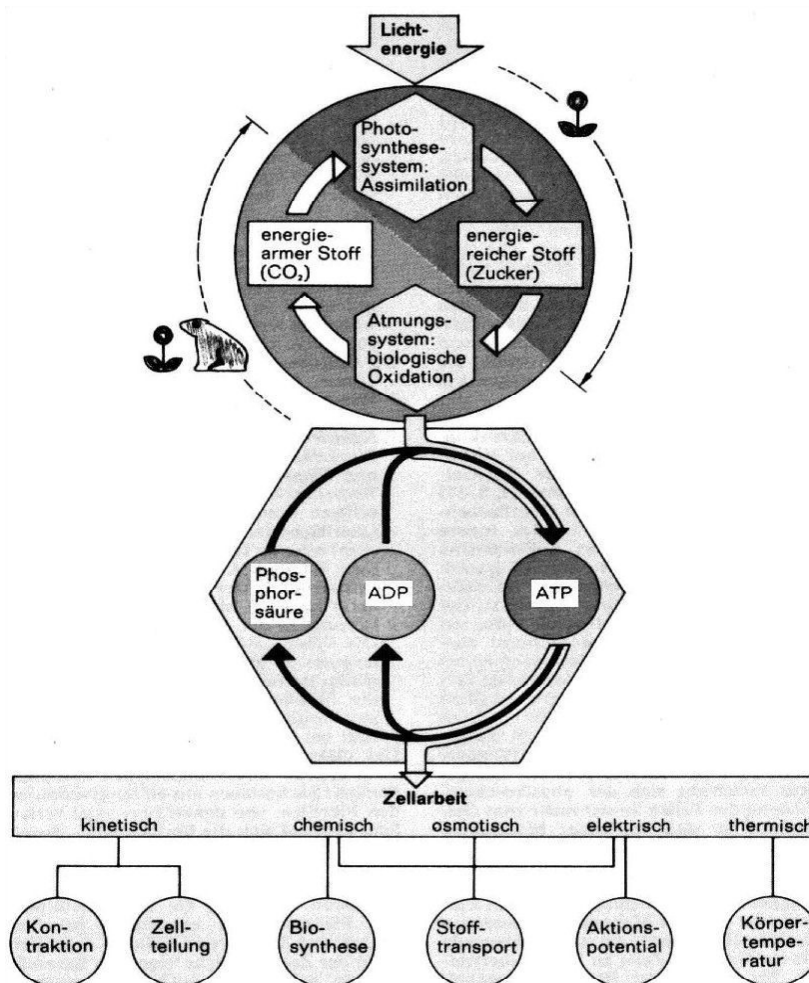 Licht-
energie
Photo-
synthese-
system:
Assimilation
energie-
armer Stoff
(CO₂)
energie-
reicher Stoff
(Zucker)
Atmungs-
system:
biologische
Oxidation
Phos-
phor-
säure
ADP
ATP
Zellarbeit
kinetisch chemisch osmotisch elektrisch thermisch
Kon-
traktion
Zell-
teilung
Bio-
synthese
Stoff-
transport
Aktions-
potential
Körper-
tempe-
ratur